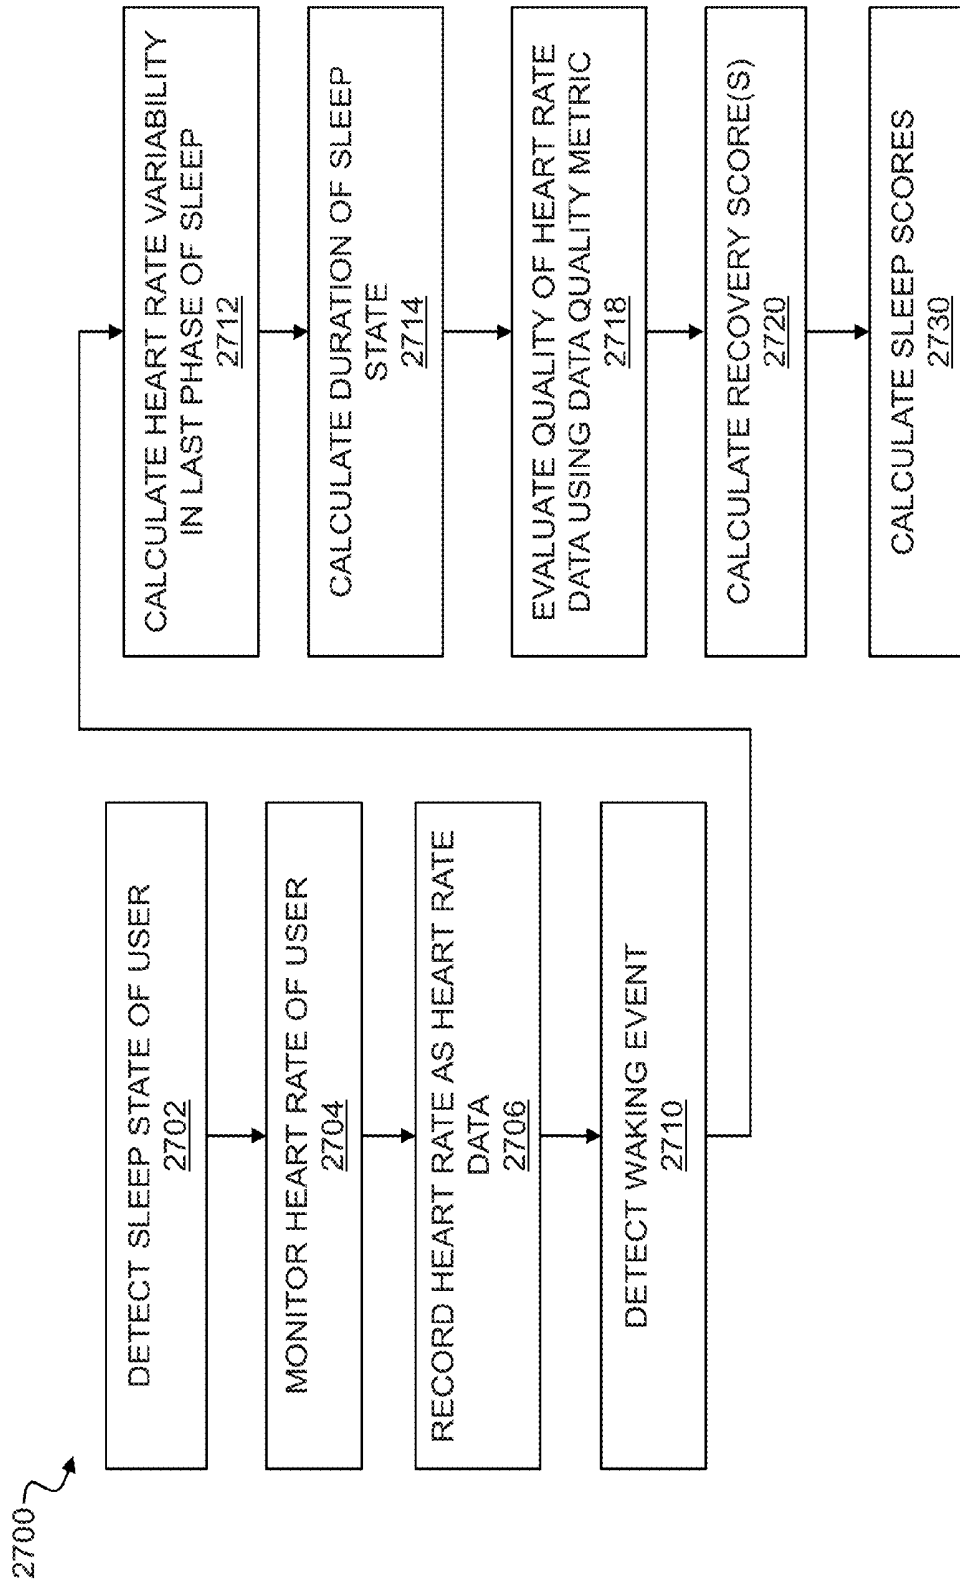 2700
DETECT SLEEP STATE OF USER
2702
MONITOR HEART RATE OF USER
2704
RECORD HEART RATE AS HEART RATE
DATA
2706
DETECT WAKING EVENT
2710
CALCULATE HEART RATE VARIABILITY
IN LAST PHASE OF SLEEP
2712
CALCULATE DURATION OF SLEEP
STATE
2714
EVALUATE QUALITY OF HEART RATE
DATA USING DATA QUALITY METRIC
2718
CALCULATE RECOVERY SCORE(S)
2720
CALCULATE SLEEP SCORES
2730